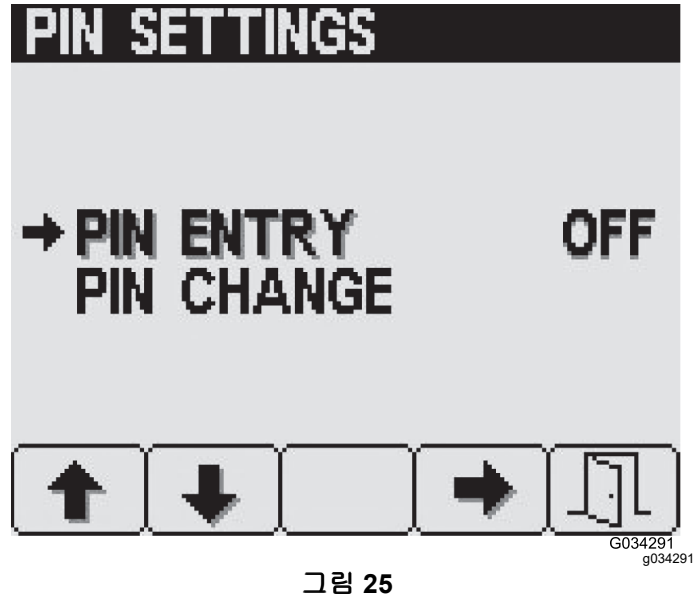 PIN SETTINGS
PIN ENTRY OFF
PIN CHANGE
G034291
g034291
그림 25